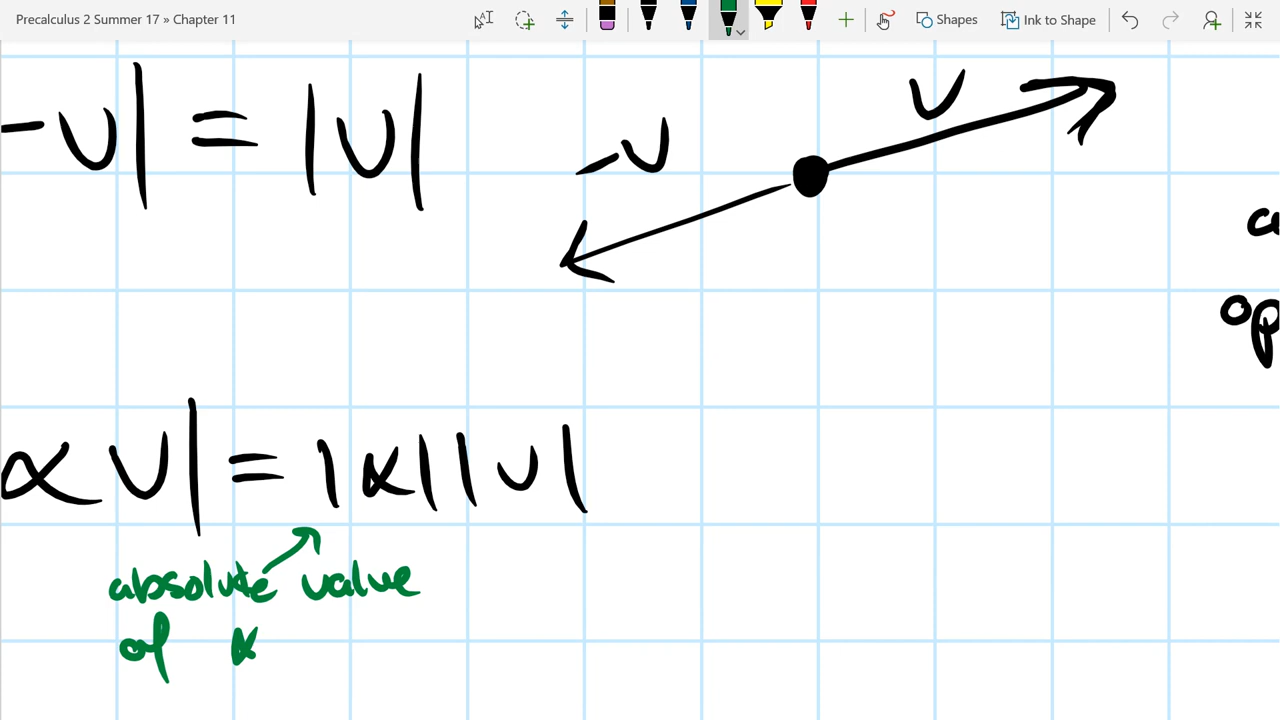 Precalculus 2 Summer 17 » Chapter 11
Shapes
Ink to Shape
-v| = |v|
-v
v
αv| = |α||v|
absolute value
of α